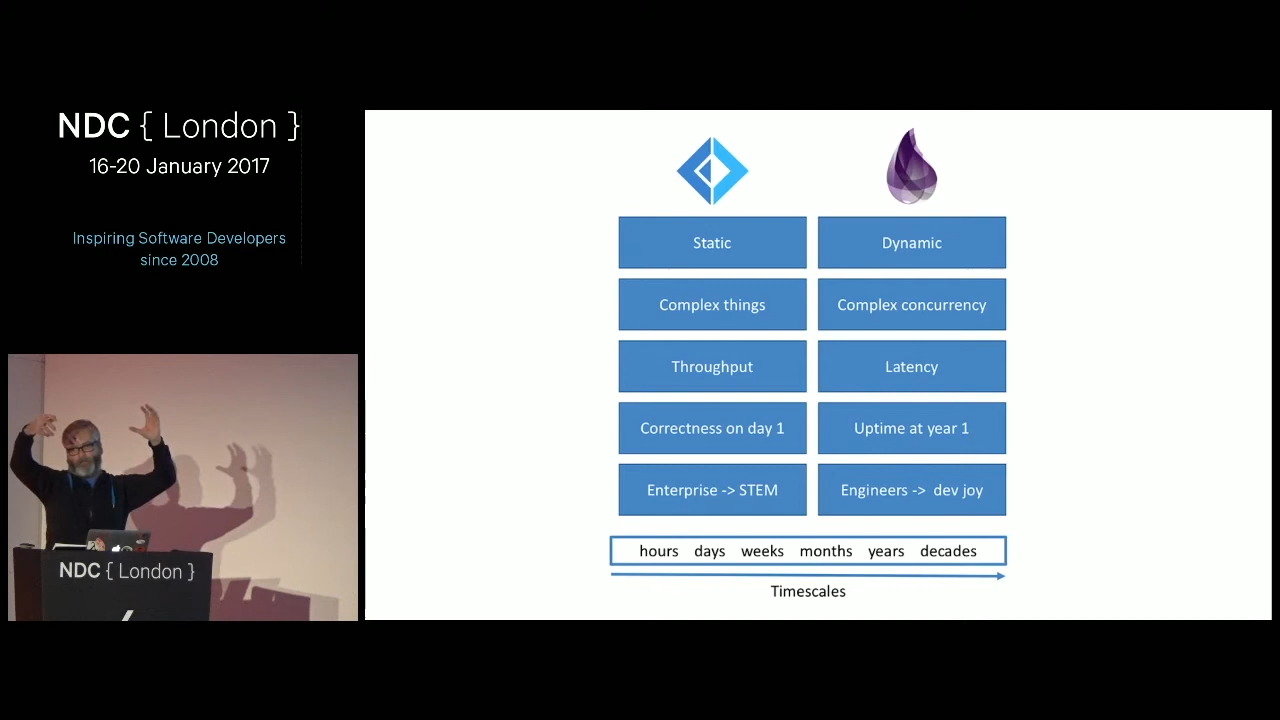 NDC { London }
16-20 January 2017
Inspiring Software Developers
since 2008
NDC { London }
Static
Dynamic
Complex things
Complex concurrency
Throughput
Latency
Correctness on day 1
Uptime at year 1
Enterprise -> STEM
Engineers -> dev joy
hours days weeks months years decades
Timescales